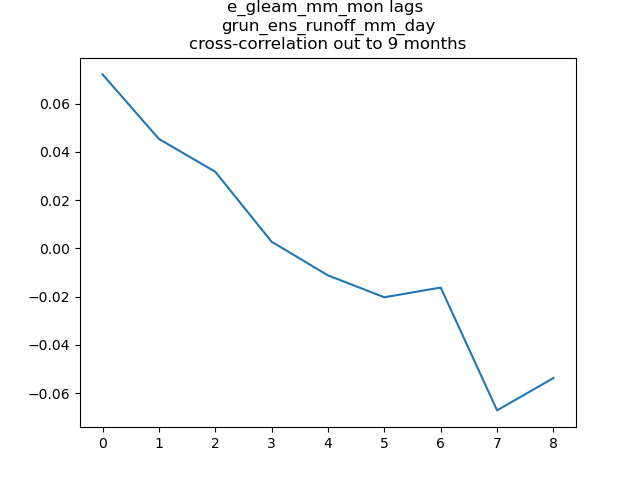 e_gleam_mm_mon lags
grun_ens_runoff_mm_day
cross-correlation out to 9 months
0.06
0.04
0.02
0.00
−0.02
−0.04
−0.06
0 1 2 3 4 5 6 7 8